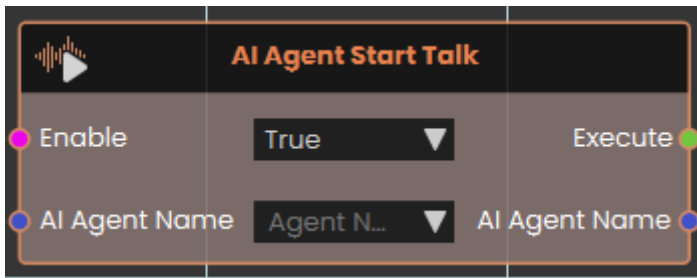 AI Agent Start Talk
Enable True Execute
AI Agent Name Agent N... AI Agent Name